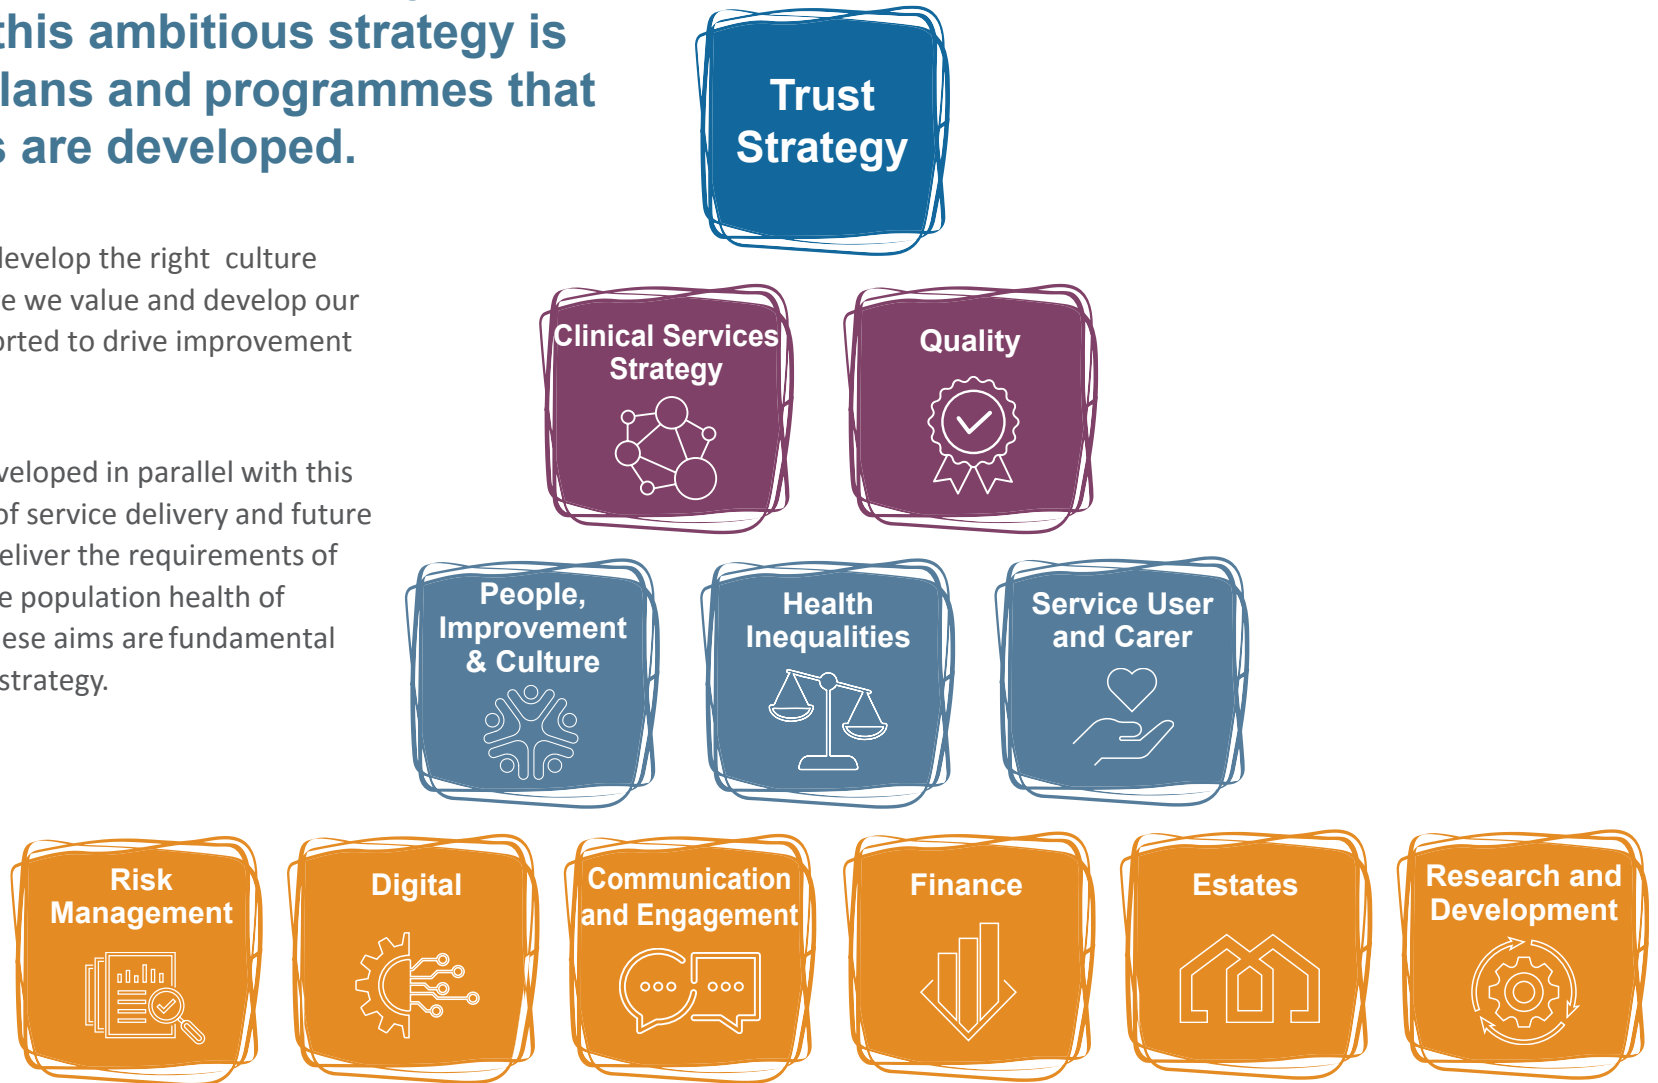 this ambitious strategy is
lans and programmes that
s are developed.
develop the right culture
e we value and develop our
orted to drive improvement
veloped in parallel with this
of service delivery and future
eliver the requirements of
e population health of
hese aims are fundamental
strategy.
Trust
Strategy
Clinical Services
Strategy
Quality
People,
Improvement
& Culture
Health
Inequalities
Service User
and Carer
Risk
Management
Digital
Communication
and Engagement
Finance
Estates
Research and
Development